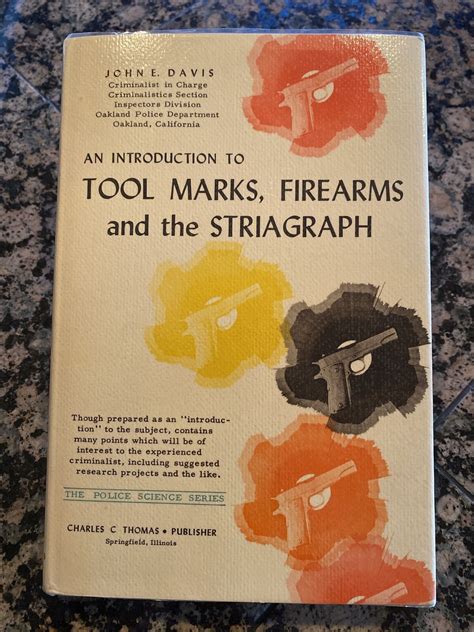 JOHN E. DAVIS
Criminalist in Charge
Criminalistics Section
Inspectors Division
Oakland Police Department
Oakland, California
AN INTRODUCTION TO
TOOL MARKS, FIREARMS
and the STRIAGRAPH
Though prepared as an "introduc-
tion" to the subject, contains
many points which will be of
interest to the experienced
criminalist, including suggested
research projects and the like.
THE POLICE SCIENCE SERIES
CHARLES C THOMAS • PUBLISHER
Springfield, Illinois